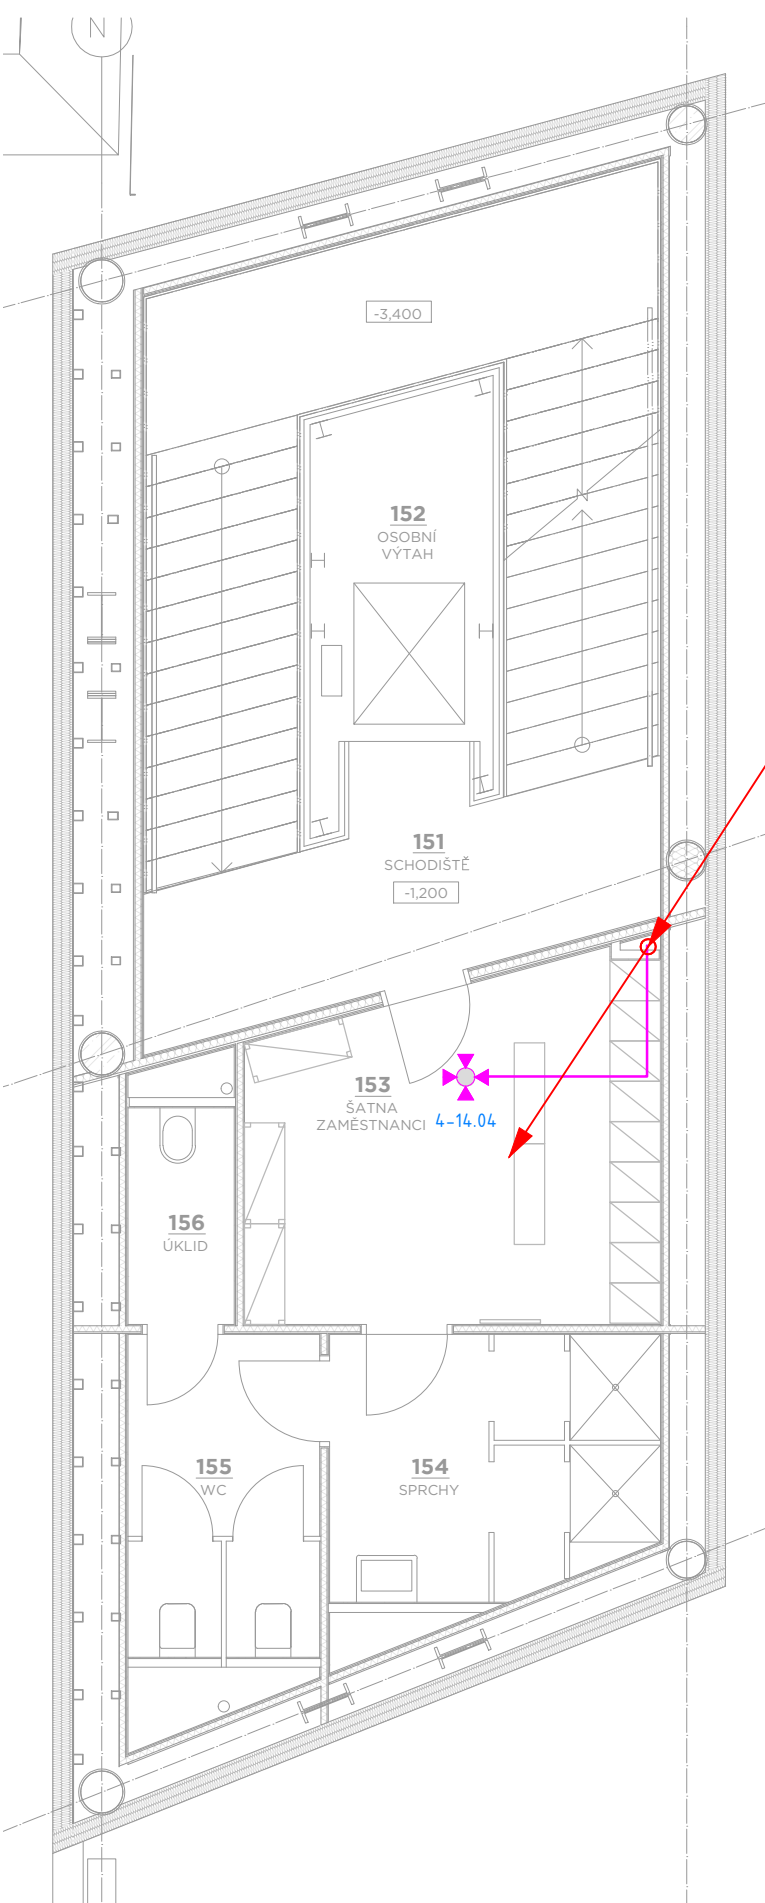 N
-3,400
152
OSOBNÍ
VÝTAH
N
151
SCHODIŠTĚ
-1,200
153
ŠATNA
ZAMĚSTNANCI
4-14.04
156
ÚKLID
155
WC
154
SPRCHY